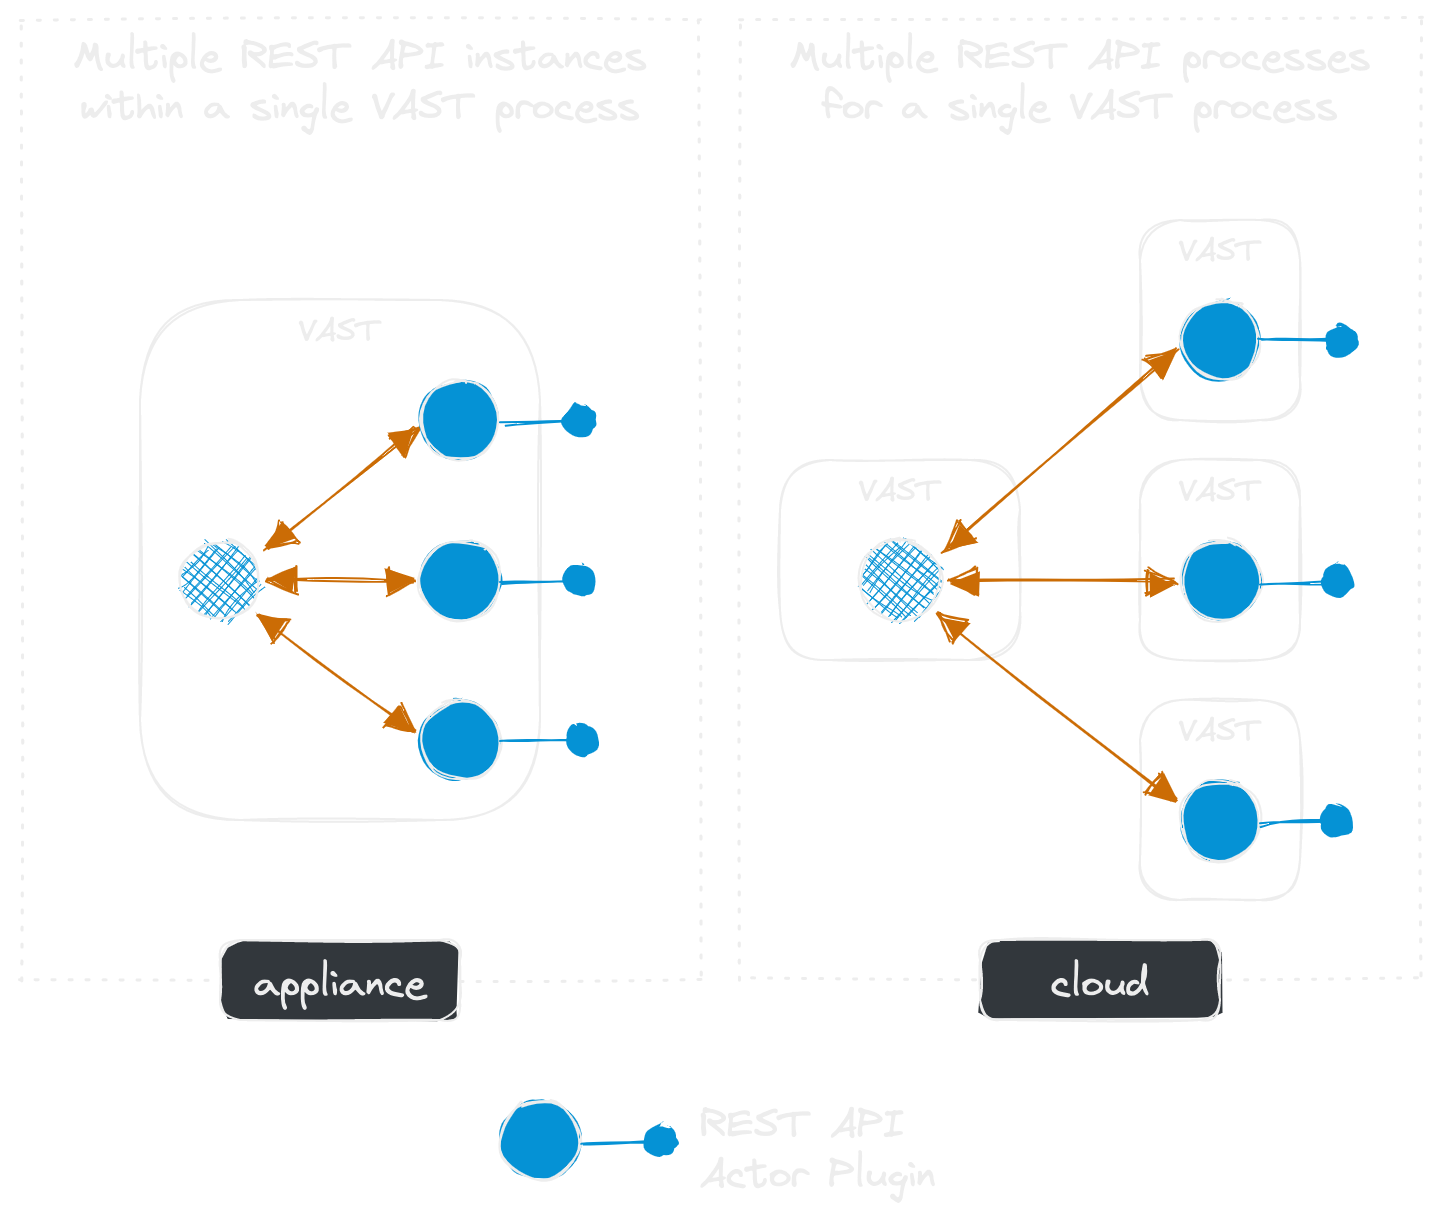 Multiple REST API instances
within a single VAST process
VAST
appliance
Multiple REST API processes
for a single VAST process
VAST
VAST
VAST
VAST
cloud
REST API
Actor Plugin